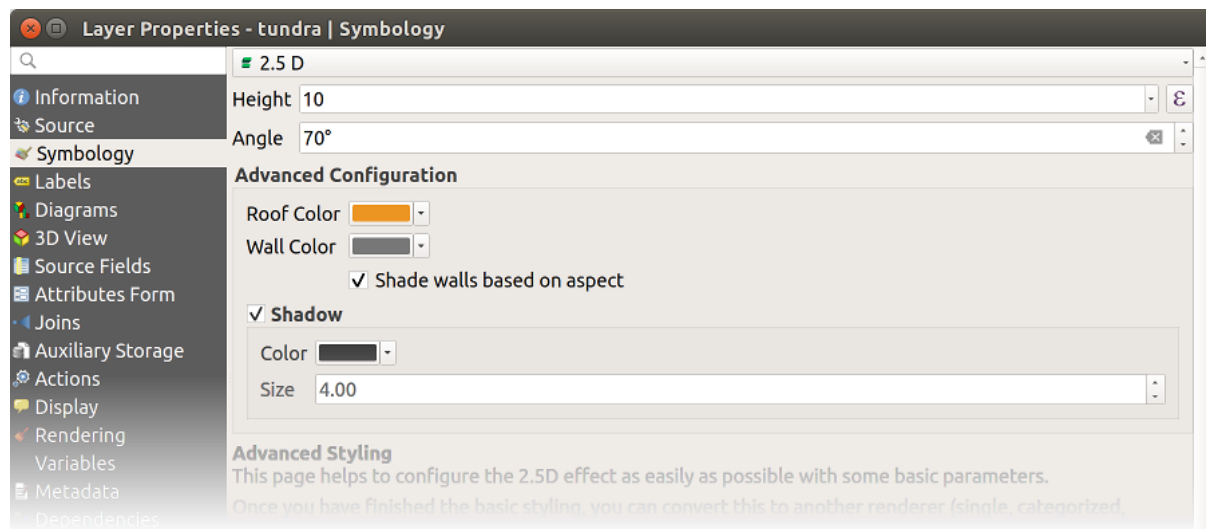 Layer Properties - tundra | Symbology
2.5 D
Information
Height 10 ε
Source
Angle 70°
Symbology
Advanced Configuration
Labels
Diagrams
Roof Color
3D View
Wall Color
Source Fields
Shade walls based on aspect
Attributes Form
Shadow
Joins
Auxiliary Storage
Color
Actions
Size 4.00
Display
Rendering
Advanced Styling
Variables
This page helps to configure the 2.5D effect as easily as possible with some basic parameters.
Metadata
Once you have finished the basic styling, you can convert this to another renderer (single, categorized,
Dependencies